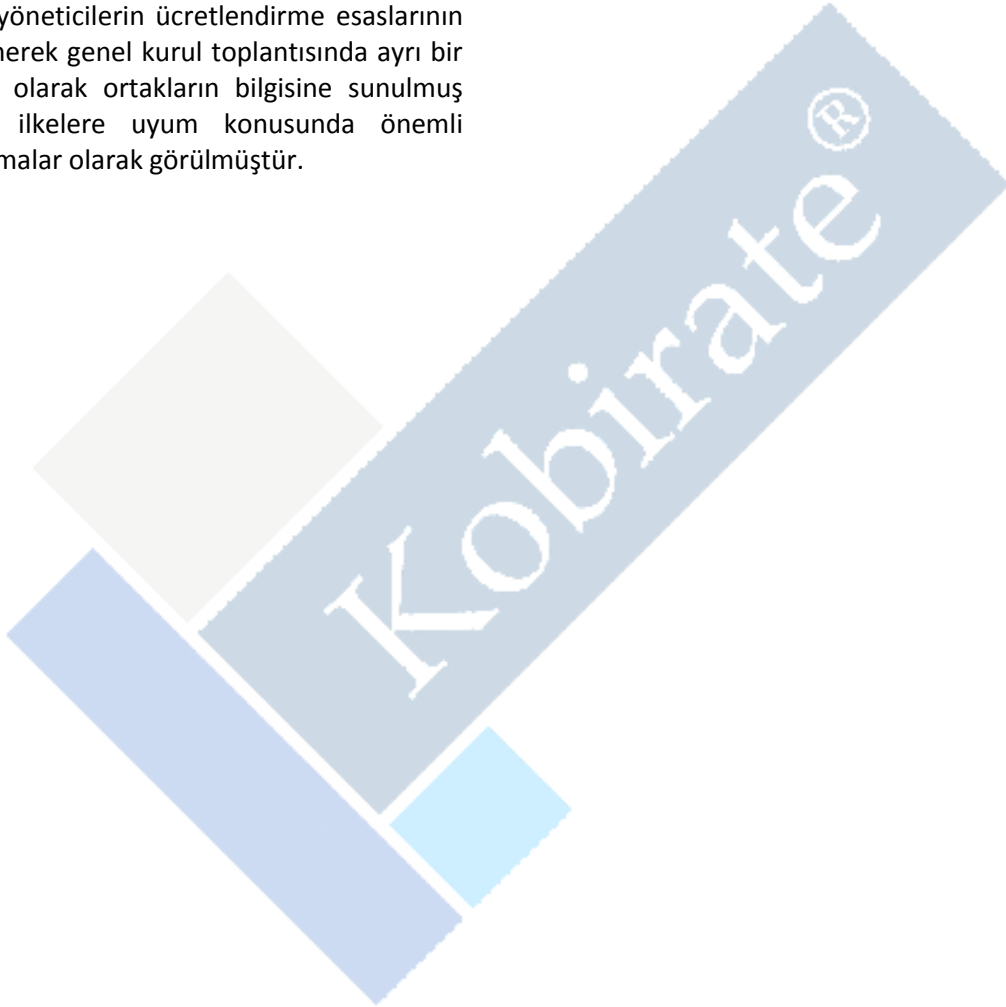 yöneticilerin ücretlendirme esaslarının
nerek genel kurul toplantısında ayrı bir
olarak ortakların bilgisine sunulmuş
ilkelere uyum konusunda önemli
malar olarak görülmüştür.
Kobirate ®